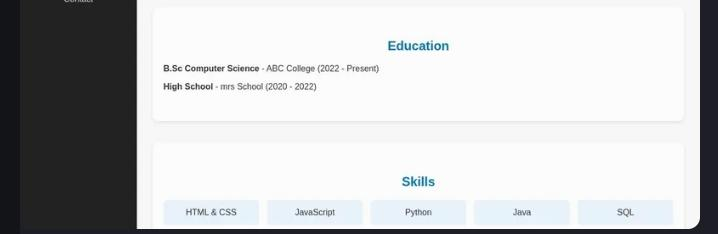 Contact
Education
B.Sc Computer Science - ABC College (2022 - Present)
High School - mrs School (2020 - 2022)
Skills
HTML & CSS
JavaScript
Python
Java
SQL